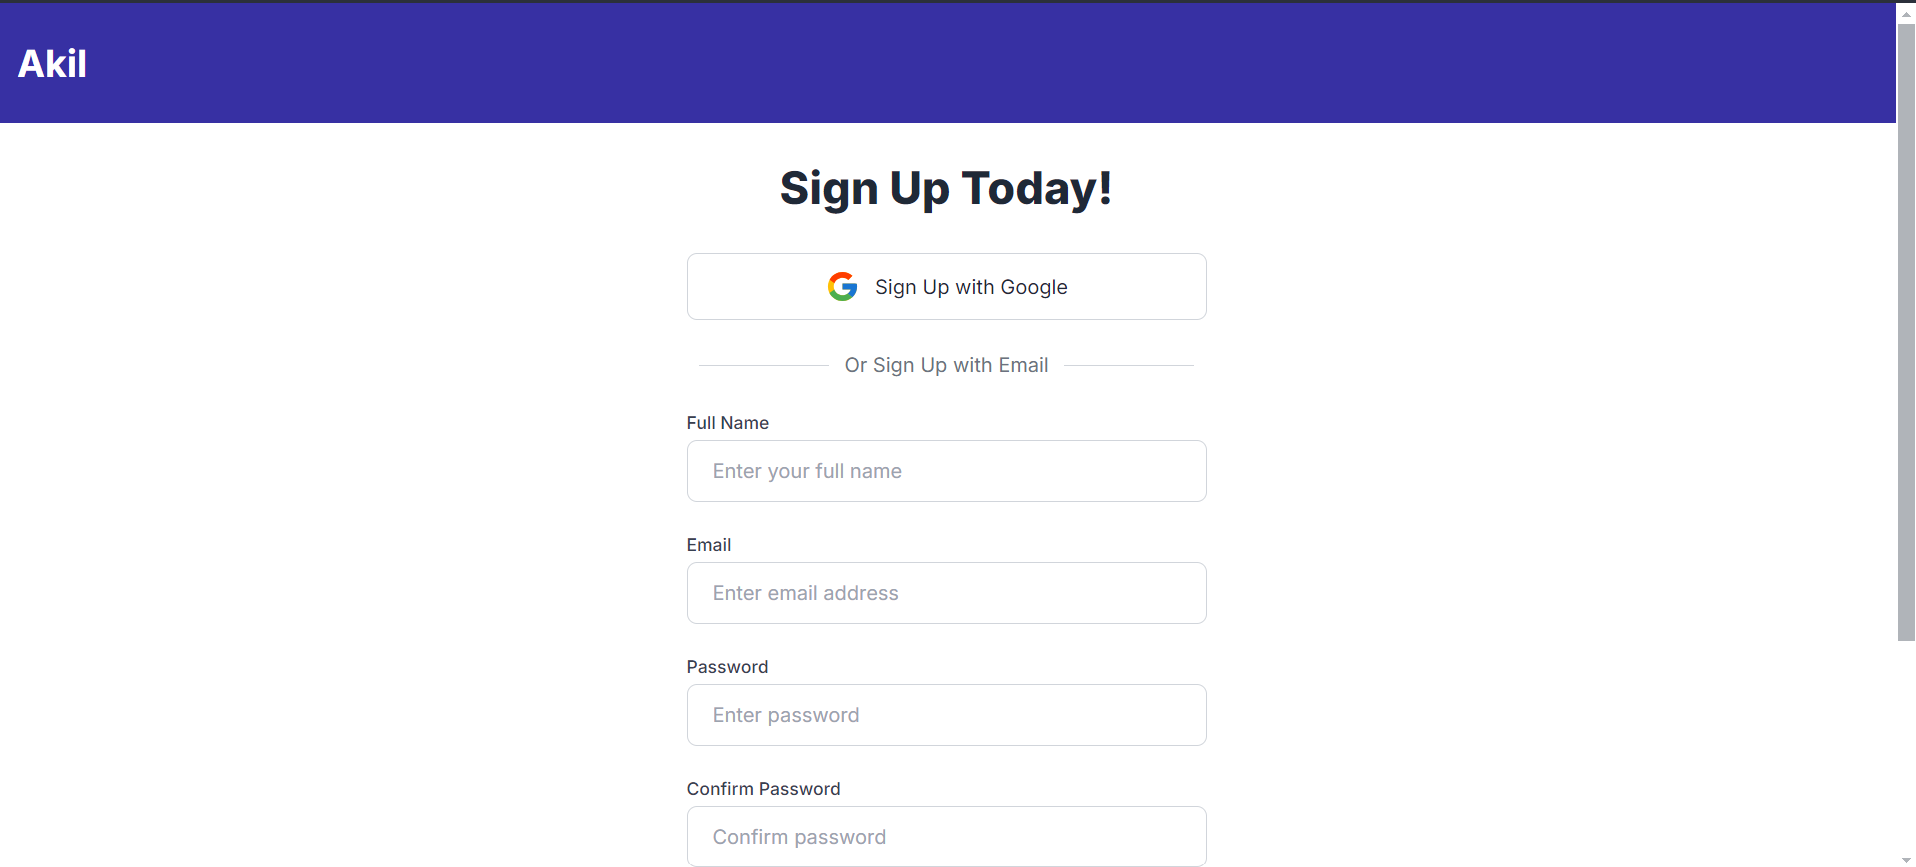 Akil
Sign Up Today!
Sign Up with Google
Or Sign Up with Email
Full Name
Enter your full name
Email
Enter email address
Password
Enter password
Confirm Password
Confirm password